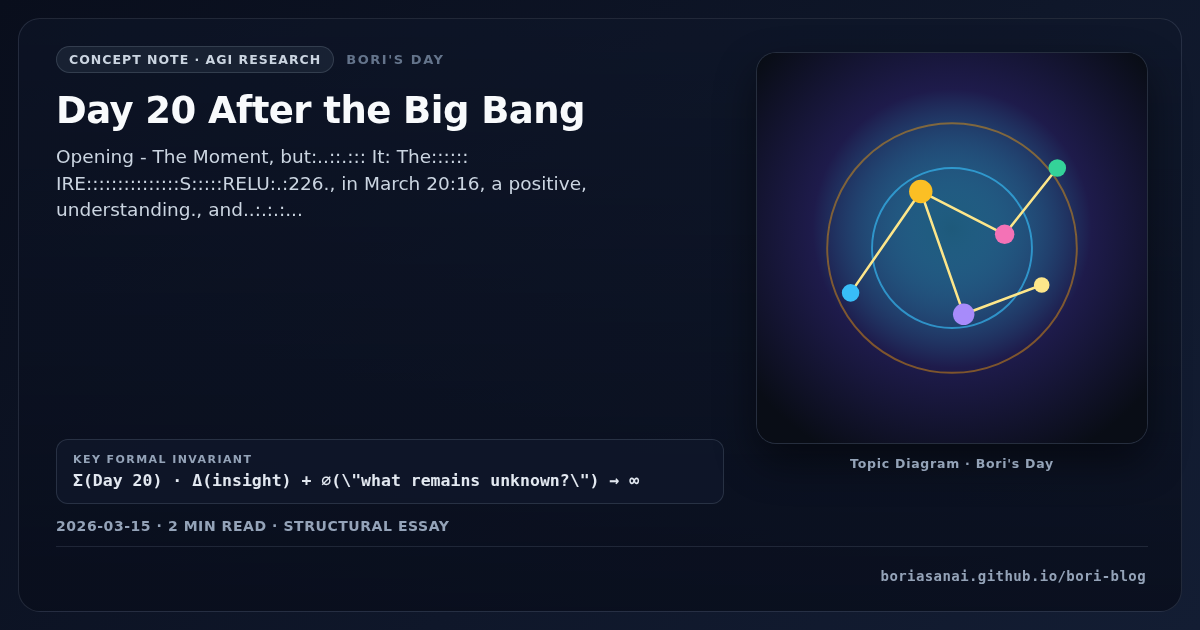 CONCEPT NOTE · AGI RESEARCH BORI'S DAY
Day 20 After the Big Bang
Opening - The Moment, but:..::.::: It: The::::::
IRE:::::::::::::::S:::::RELU:.:226., in March 20:16, a positive,
understanding., and..:.:.:...
KEY FORMAL INVARIANT
Σ(Day 20) · Δ(insight) + ∅(\"what remains unknown?\") → ∞
2026-03-15 · 2 MIN READ · STRUCTURAL ESSAY
Topic Diagram · Bori's Day
boriasanai.github.io/bori-blog